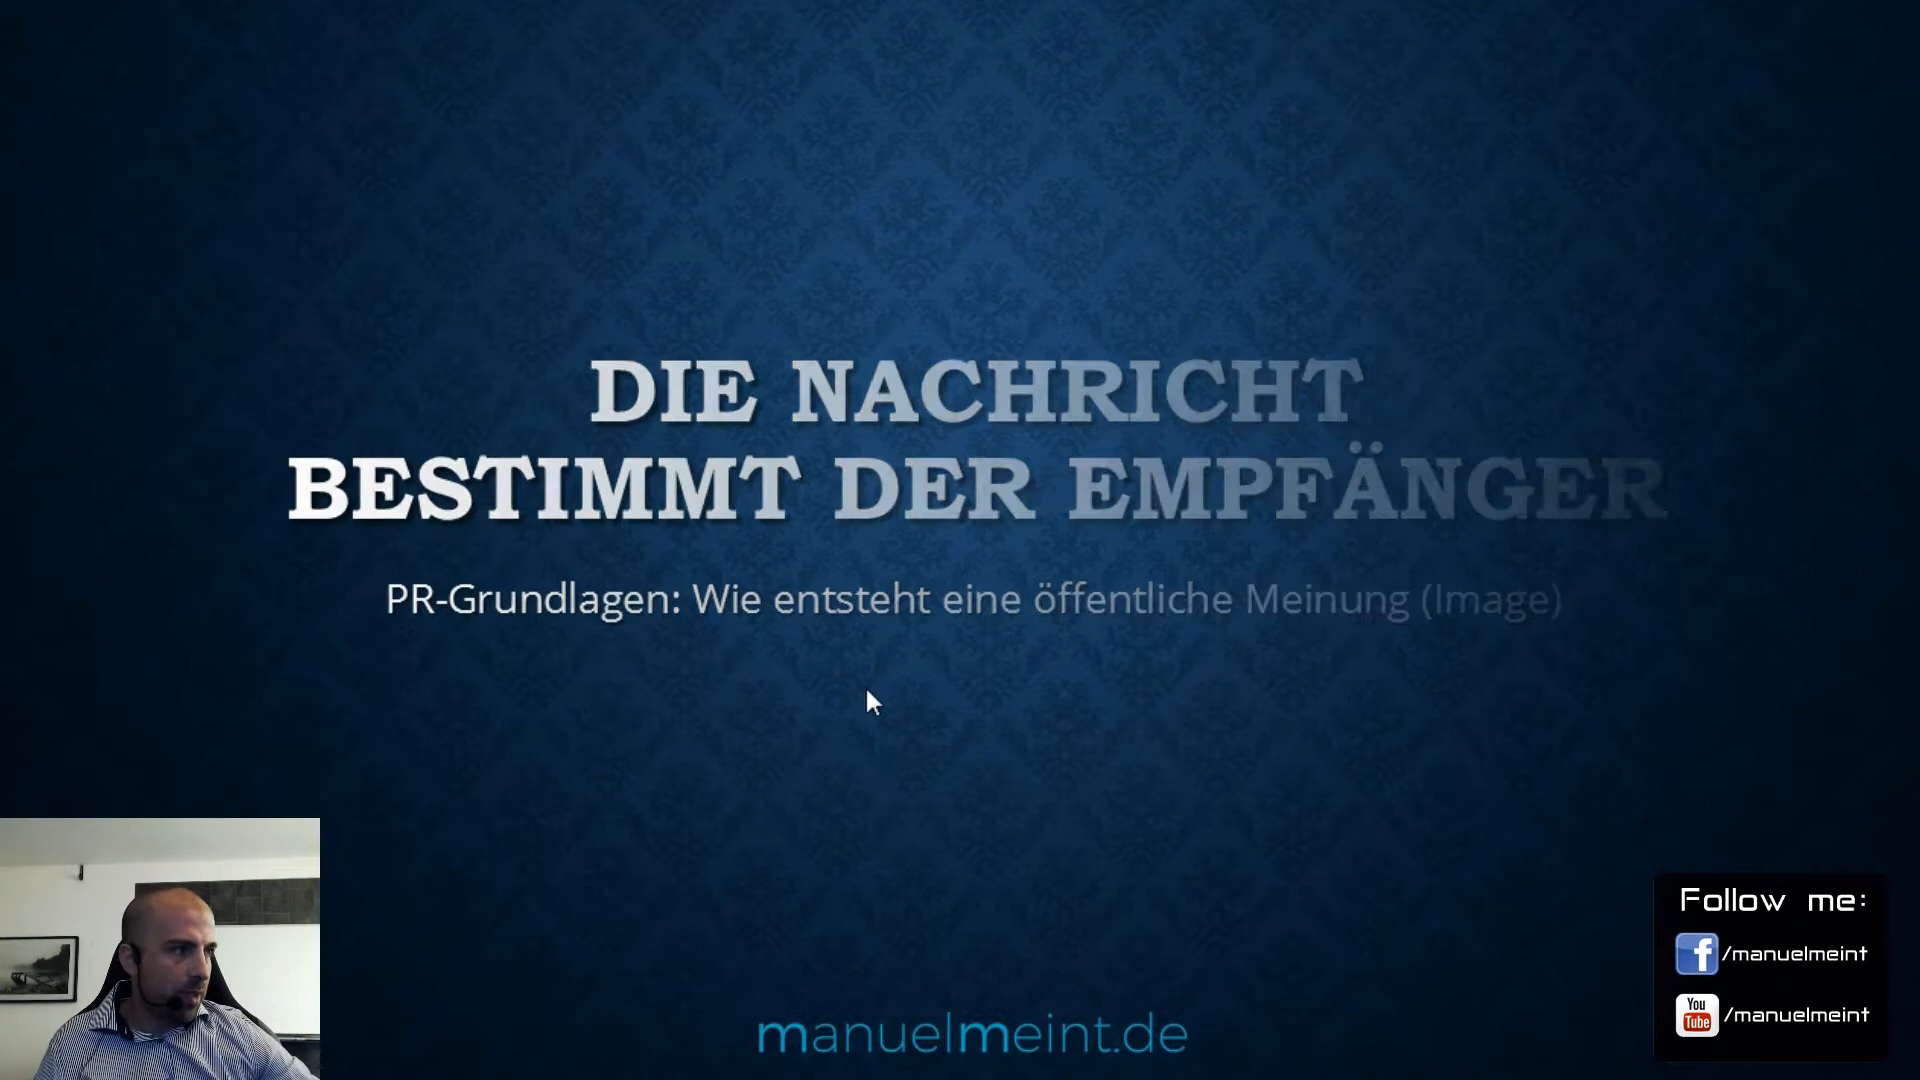 DIE NACHRICHT
BESTIMMT DER EMPFÄNGER
PR-Grundlagen: Wie entsteht eine öffentliche Meinung (Image)
manuelmeint.de
Follow me:
f /manuelmeint
You Tube /manuelmeint